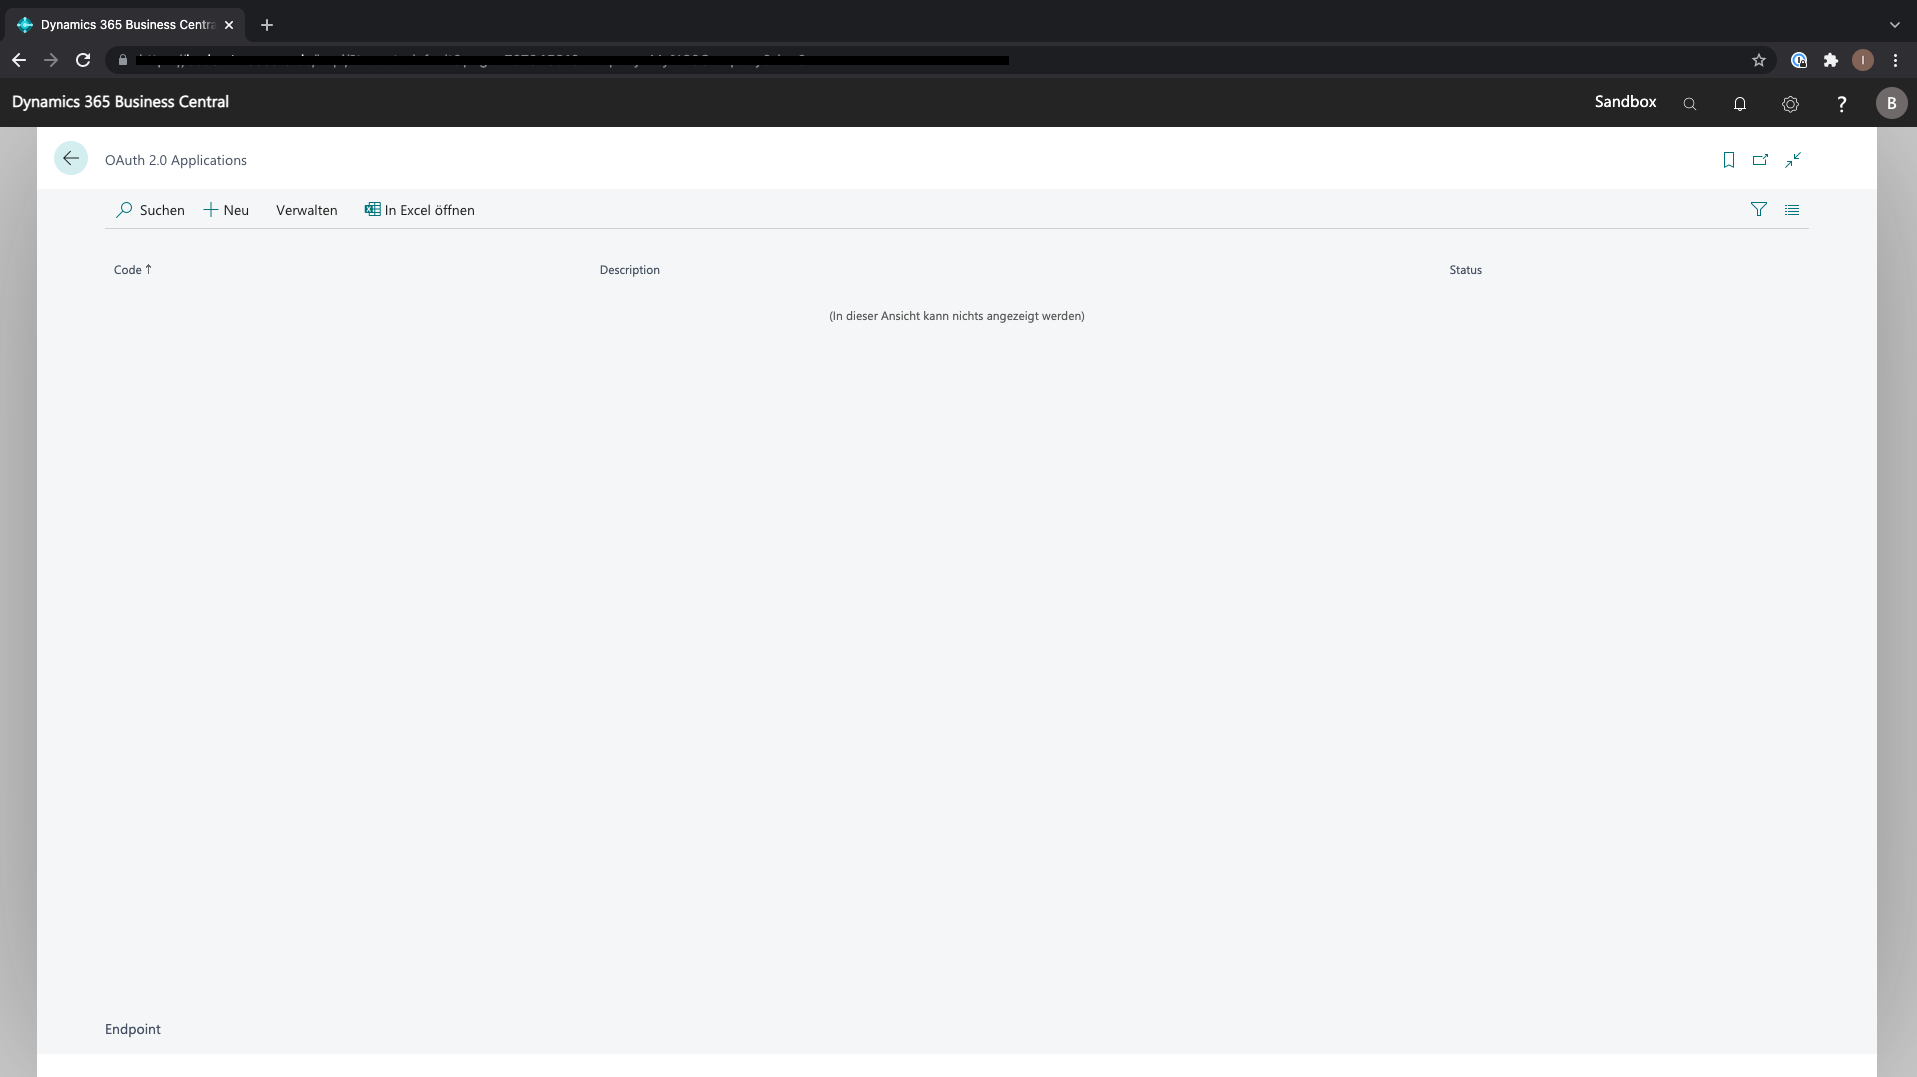 Dynamics 365 Business Centra
Dynamics 365 Business Central
Sandbox
?
B
I
OAuth 2.0 Applications
Suchen
Neu
Verwalten
In Excel öffnen
Code ↑
Description
Status
(In dieser Ansicht kann nichts angezeigt werden)
Endpoint